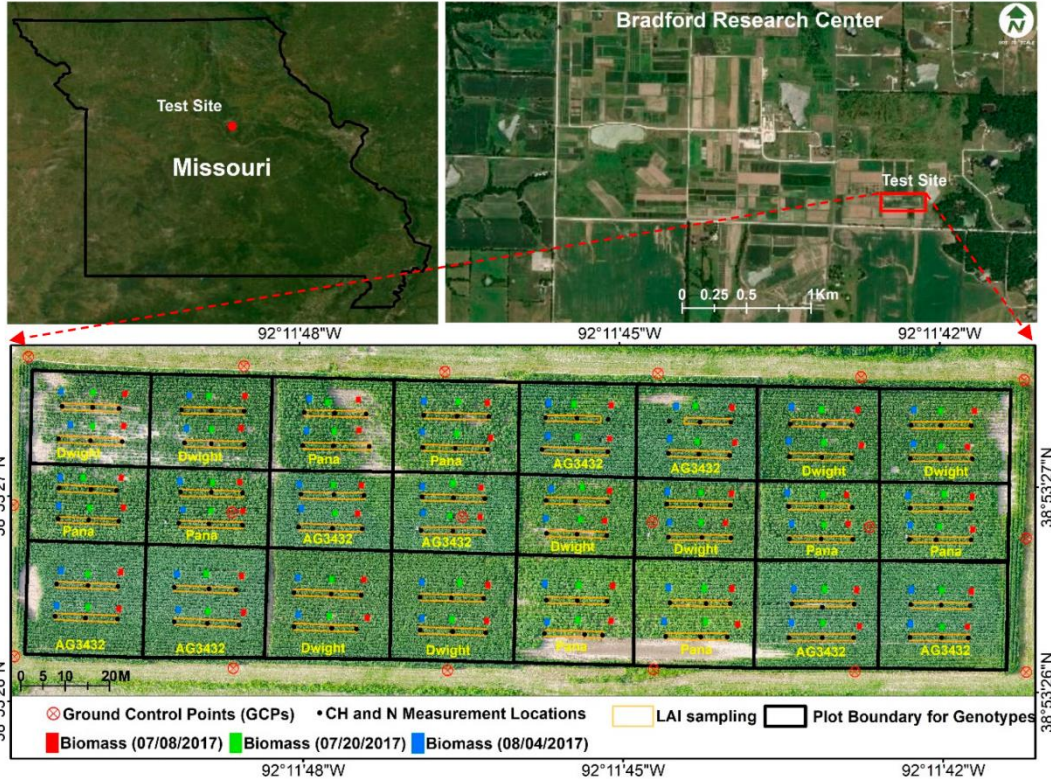 Test Site
Missouri
Bradford Research Center
N
Test Site
0 0.25 0.5 1Km
92°11'48"W 92°11'45"W 92°11'42"W
Dwight Dwight Pana Pana AG3432 AG3432 Dwight Dwight
38°53'27"N 38°53'27"N
Pana Pana AG3432 AG3432 Dwight Dwight Pana Pana
AG3432 AG3432 Dwight Dwight Pana Pana AG3432 AG3432
0 5 10 20M
38°53'26"N
Ground Control Points (GCPs) CH and N Measurement Locations LAI sampling Plot Boundary for Genotypes
Biomass (07/08/2017) Biomass (07/20/2017) Biomass (08/04/2017)
92°11'48"W 92°11'45"W 92°11'42"W